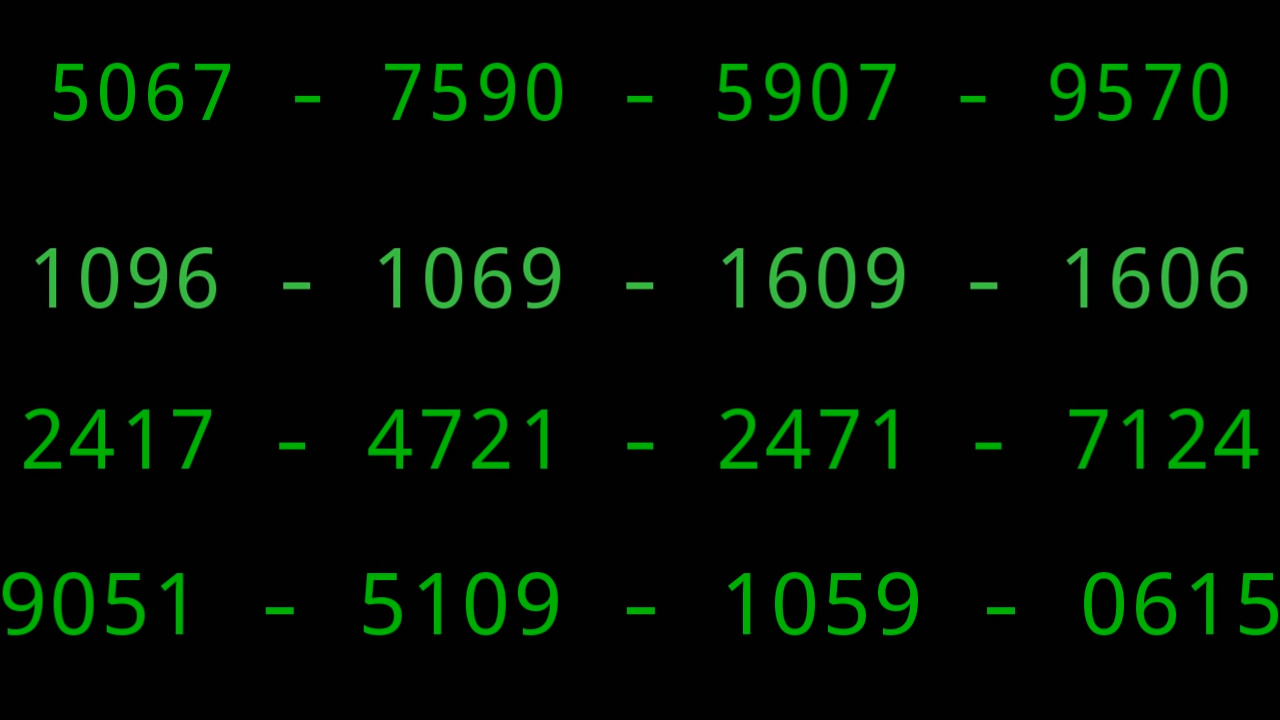 5067 - 7590 - 5907 - 9570
1096 - 1069 - 1609 - 1606
2417 - 4721 - 2471 - 7124
9051 - 5109 - 1059 - 0615